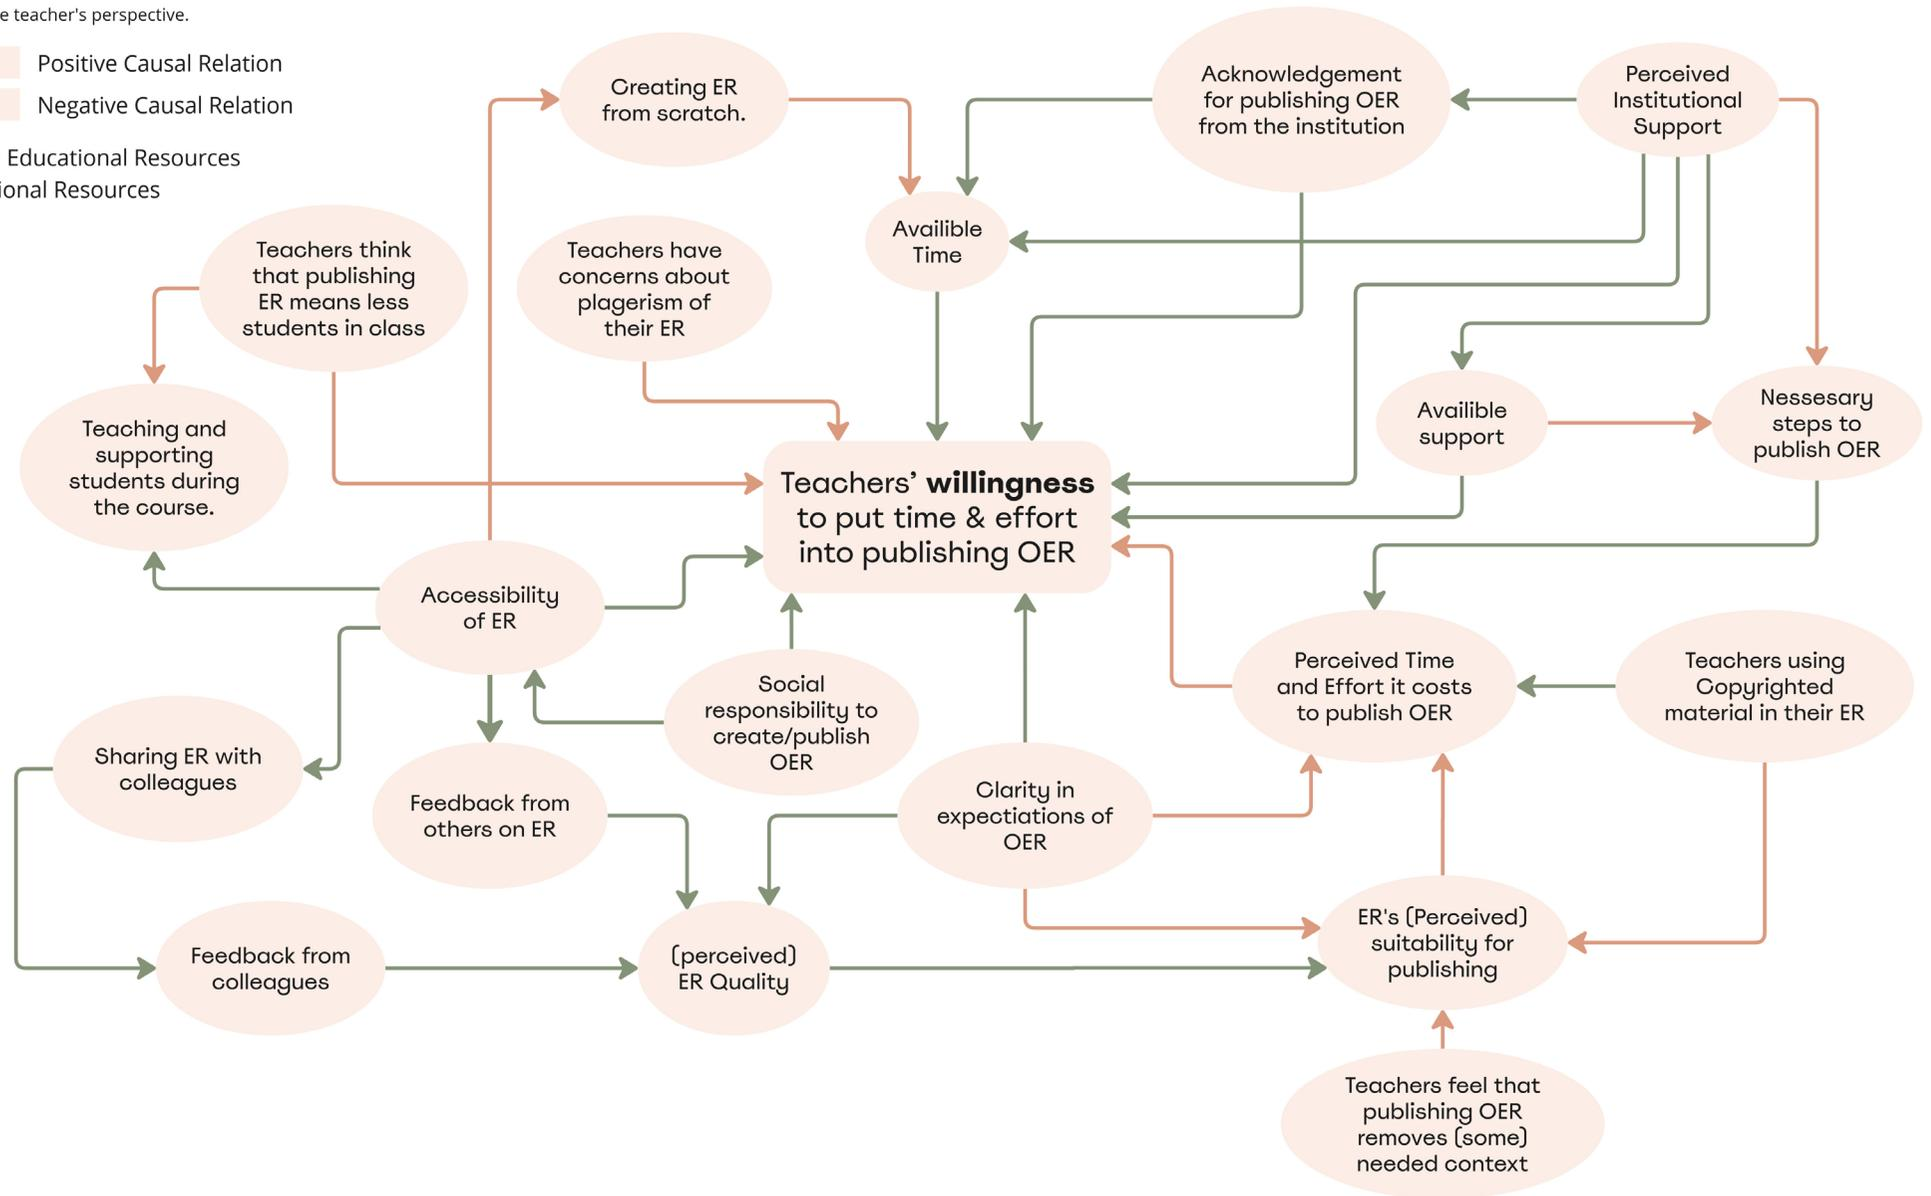 e teacher's perspective.
Positive Causal Relation
Negative Causal Relation
Educational Resources
ional Resources
Creating ER
from scratch.
Acknowledgement
for publishing OER
from the institution
Perceived
Institutional
Support
Teachers think
that publishing
ER means less
students in class
Teachers have
concerns about
plagerism of
their ER
Availible
Time
Teaching and
supporting
students during
the course.
Availible
support
Nessesary
steps to
publish OER
Teachers’ willingness
to put time & effort
into publishing OER
Accessibility
of ER
Social
responsibility to
create/publish
OER
Perceived Time
and Effort it costs
to publish OER
Teachers using
Copyrighted
material in their ER
Sharing ER with
colleagues
Feedback from
others on ER
Clarity in
expectiations of
OER
Feedback from
colleagues
(perceived)
ER Quality
ER's (Perceived)
suitability for
publishing
Teachers feel that
publishing OER
removes (some)
needed context